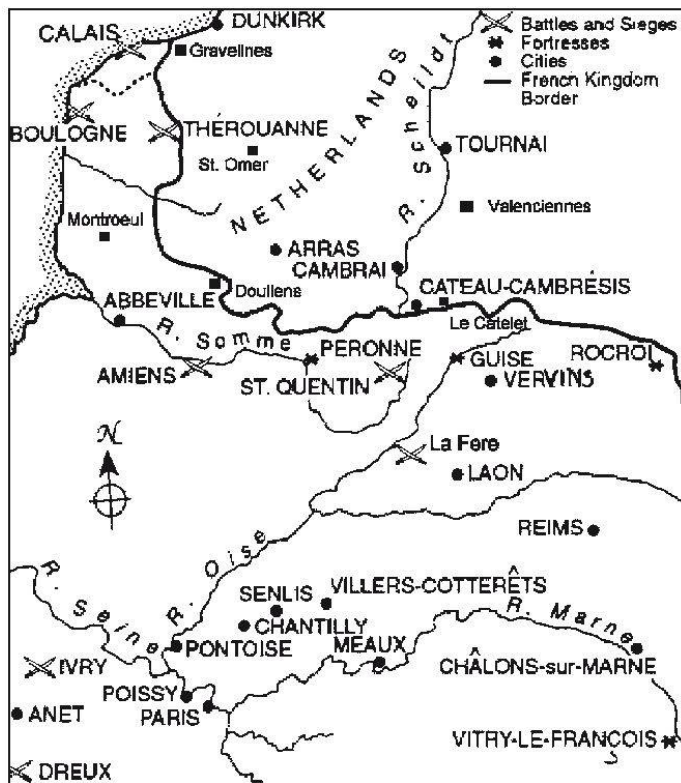 DUNKIRK
CALAIS
Gravelines
Battles and Sieges
Fortresses
Cities
French Kingdom
Border
BOULOGNE
THÉROUANNE
St. Omer
NETHERLANDS
R. Scheildt
TOURNAI
Valenciennes
Montroeul
ARRAS
CAMBRAI
Doullens
CATEAU-CAMBRÉSIS
ABBEVILLE
Le Catelet
R. Somme
PERONNE
GUISE
ROCROI
AMIENS
ST. QUENTIN
VERVINS
N
La Fere
LAON
REIMS
R. Oise
R. Seine
SENLIS
VILLERS-COTTERÊTS
CHANTILLY
R. Marne
PONTOISE
MEAUX
IVRY
CHÂLONS-sur-MARNE
POISSY
PARIS
ANET
VITRY-LE-FRANCOIS
DREUX